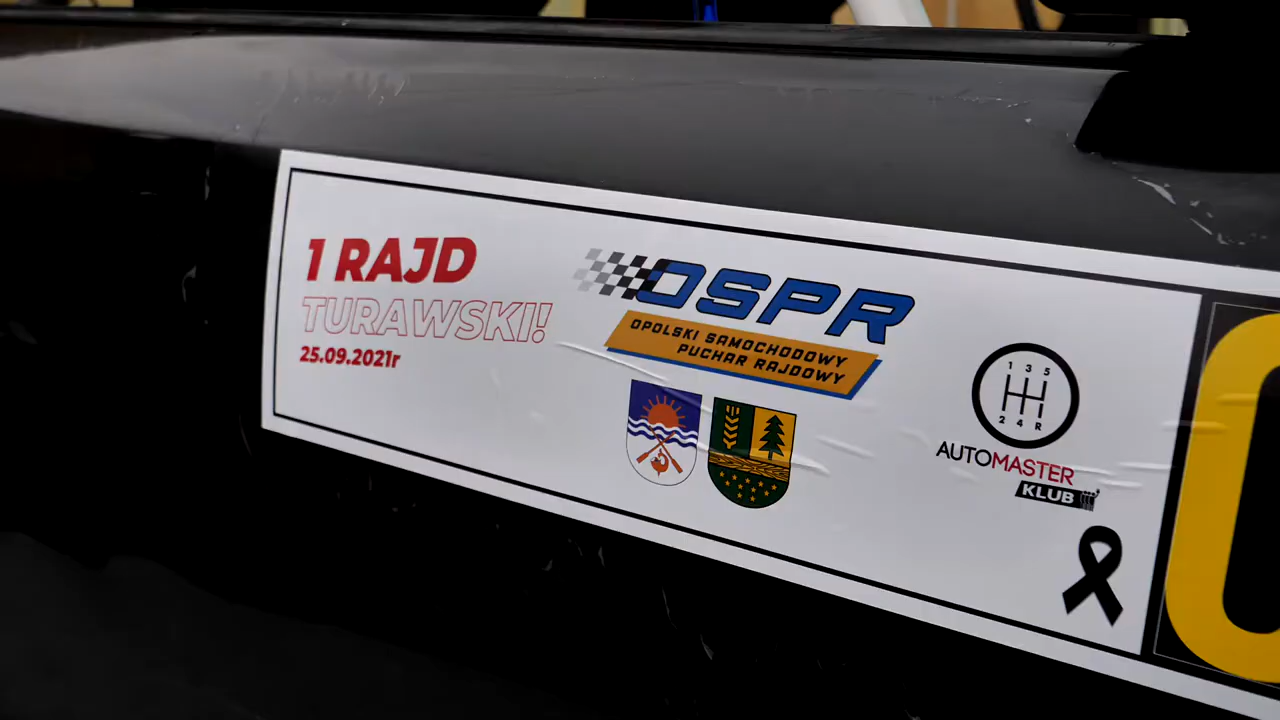 1 RAJD
TURAWSKI!
25.09.2021r
OSPR
OPOLSKI SAMOCHODOWY
PUCHAR RAJDOWY
1 3 5
2 4 R
AUTOMASTER
KLUB